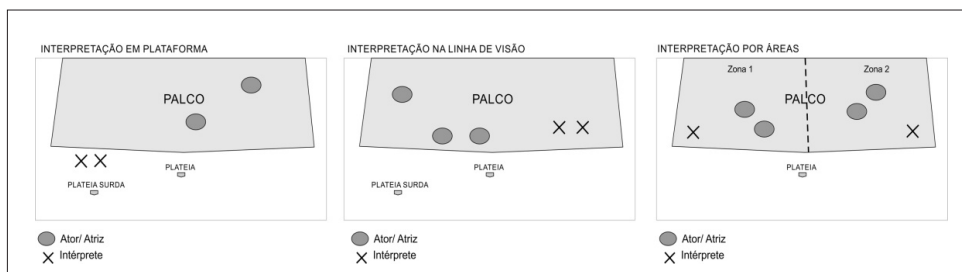 INTERPRETAÇÃO EM PLATAFORMA
PALCO
PLATEIA
PLATEIA SURDA
Ator/ Atriz
Intérprete
INTERPRETAÇÃO NA LINHA DE VISÃO
PALCO
PLATEIA
PLATEIA SURDA
Ator/ Atriz
Intérprete
INTERPRETAÇÃO POR ÁREAS
Zona 1 Zona 2
PALCO
PLATEIA
Ator/ Atriz
Intérprete